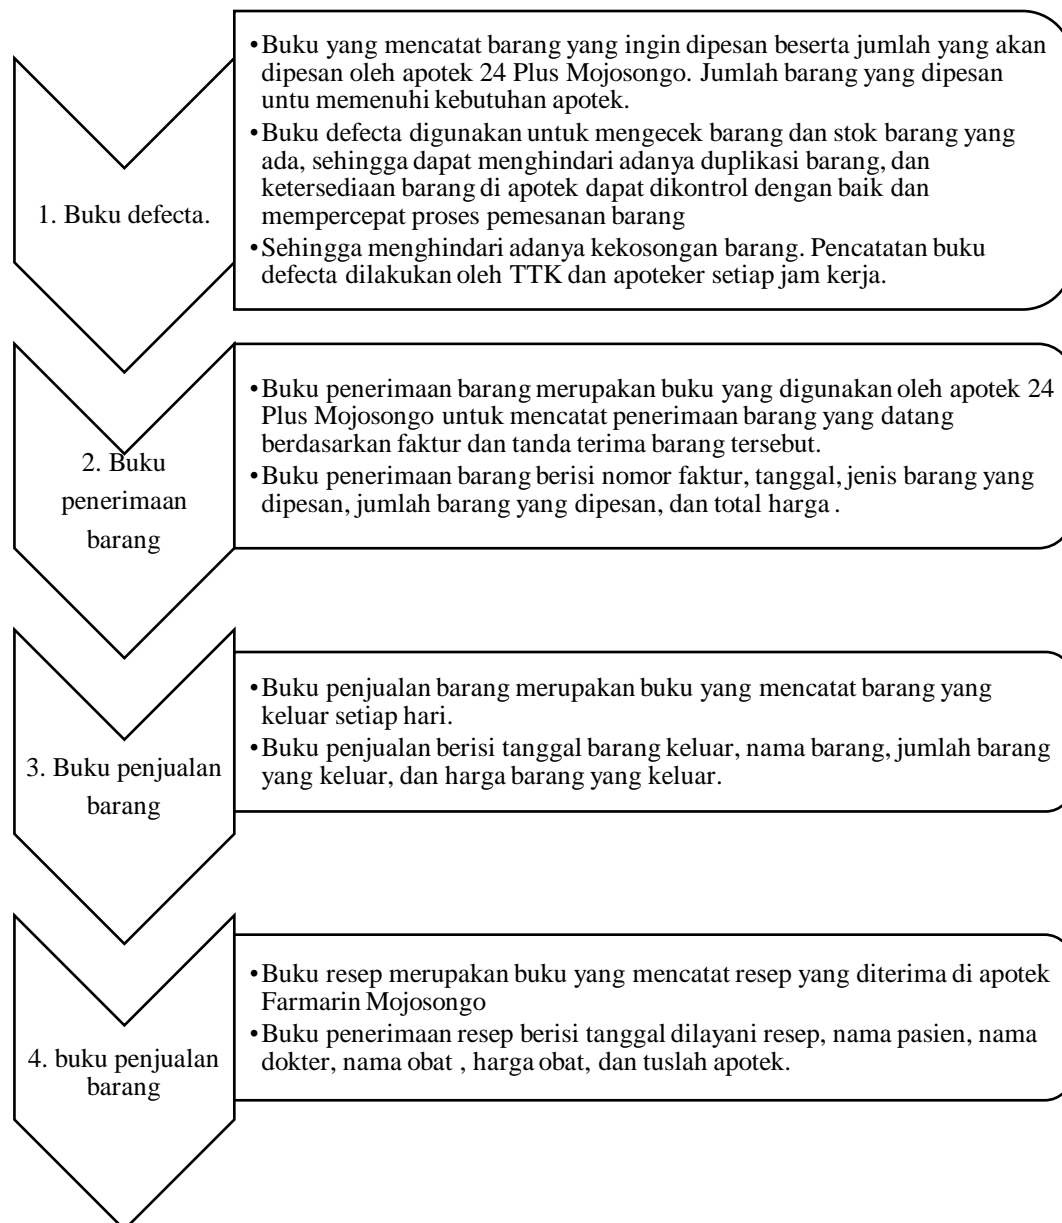 1. Buku defecta.
•Buku yang mencatat barang yang ingin dipesan beserta jumlah yang akan
dipesan oleh apotek 24 Plus Mojosongo. Jumlah barang yang dipesan
untu memenuhi kebutuhan apotek.
•Buku defecta digunakan untuk mengecek barang dan stok barang yang
ada, sehingga dapat menghindari adanya duplikasi barang, dan
ketersediaan barang di apotek dapat dikontrol dengan baik dan
mempercepat proses pemesanan barang
•Sehingga menghindari adanya kekosongan barang. Pencatatan buku
defecta dilakukan oleh TTK dan apoteker setiap jam kerja.
2. Buku
penerimaan
barang
•Buku penerimaan barang merupakan buku yang digunakan oleh apotek 24
Plus Mojosongo untuk mencatat penerimaan barang yang datang
berdasarkan faktur dan tanda terima barang tersebut.
•Buku penerimaan barang berisi nomor faktur, tanggal, jenis barang yang
dipesan, jumlah barang yang dipesan, dan total harga .
3. Buku penjualan
barang
•Buku penjualan barang merupakan buku yang mencatat barang yang
keluar setiap hari.
•Buku penjualan berisi tanggal barang keluar, nama barang, jumlah barang
yang keluar, dan harga barang yang keluar.
4. buku penjualan
barang
•Buku resep merupakan buku yang mencatat resep yang diterima di apotek
Farmarin Mojosongo
•Buku penerimaan resep berisi tanggal dilayani resep, nama pasien, nama
dokter, nama obat , harga obat, dan tuslah apotek.